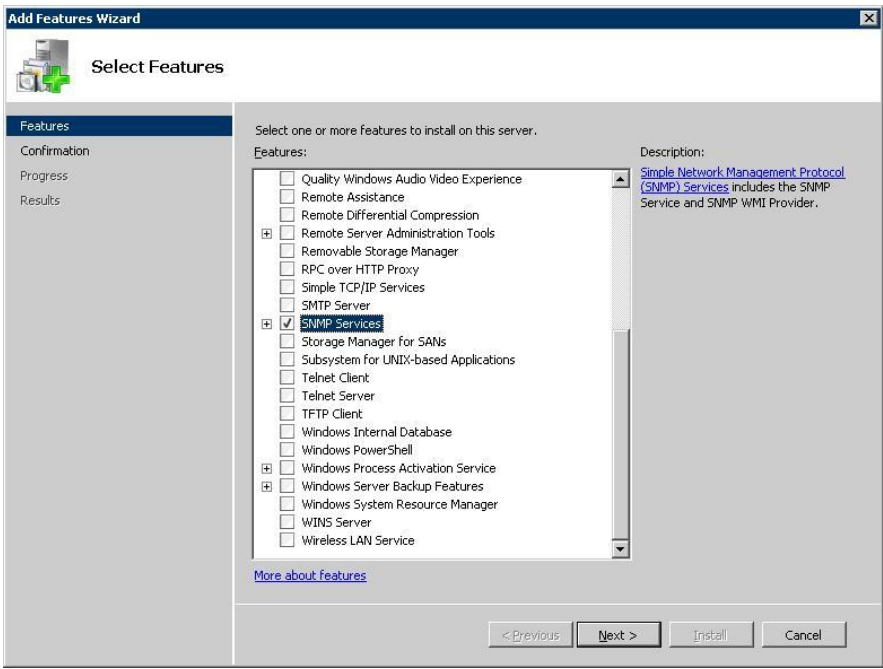 Add Features Wizard
Select Features
Features
Confirmation
Progress
Results
Select one or more features to install on this server.
Features:
Quality Windows Audio Video Experience
Remote Assistance
Remote Differential Compression
Remote Server Administration Tools
Removable Storage Manager
RPC over HTTP Proxy
Simple TCP/IP Services
SMTP Server
SNMP Services
Storage Manager for SANs
Subsystem for UNIX-based Applications
Telnet Client
Telnet Server
TFTP Client
Windows Internal Database
Windows PowerShell
Windows Process Activation Service
Windows Server Backup Features
Windows System Resource Manager
WINS Server
Wireless LAN Service
More about features
Description:
Simple Network Management Protocol
(SNMP) Services includes the SNMP
Service and SNMP WMI Provider.
< Previous Next > Install Cancel